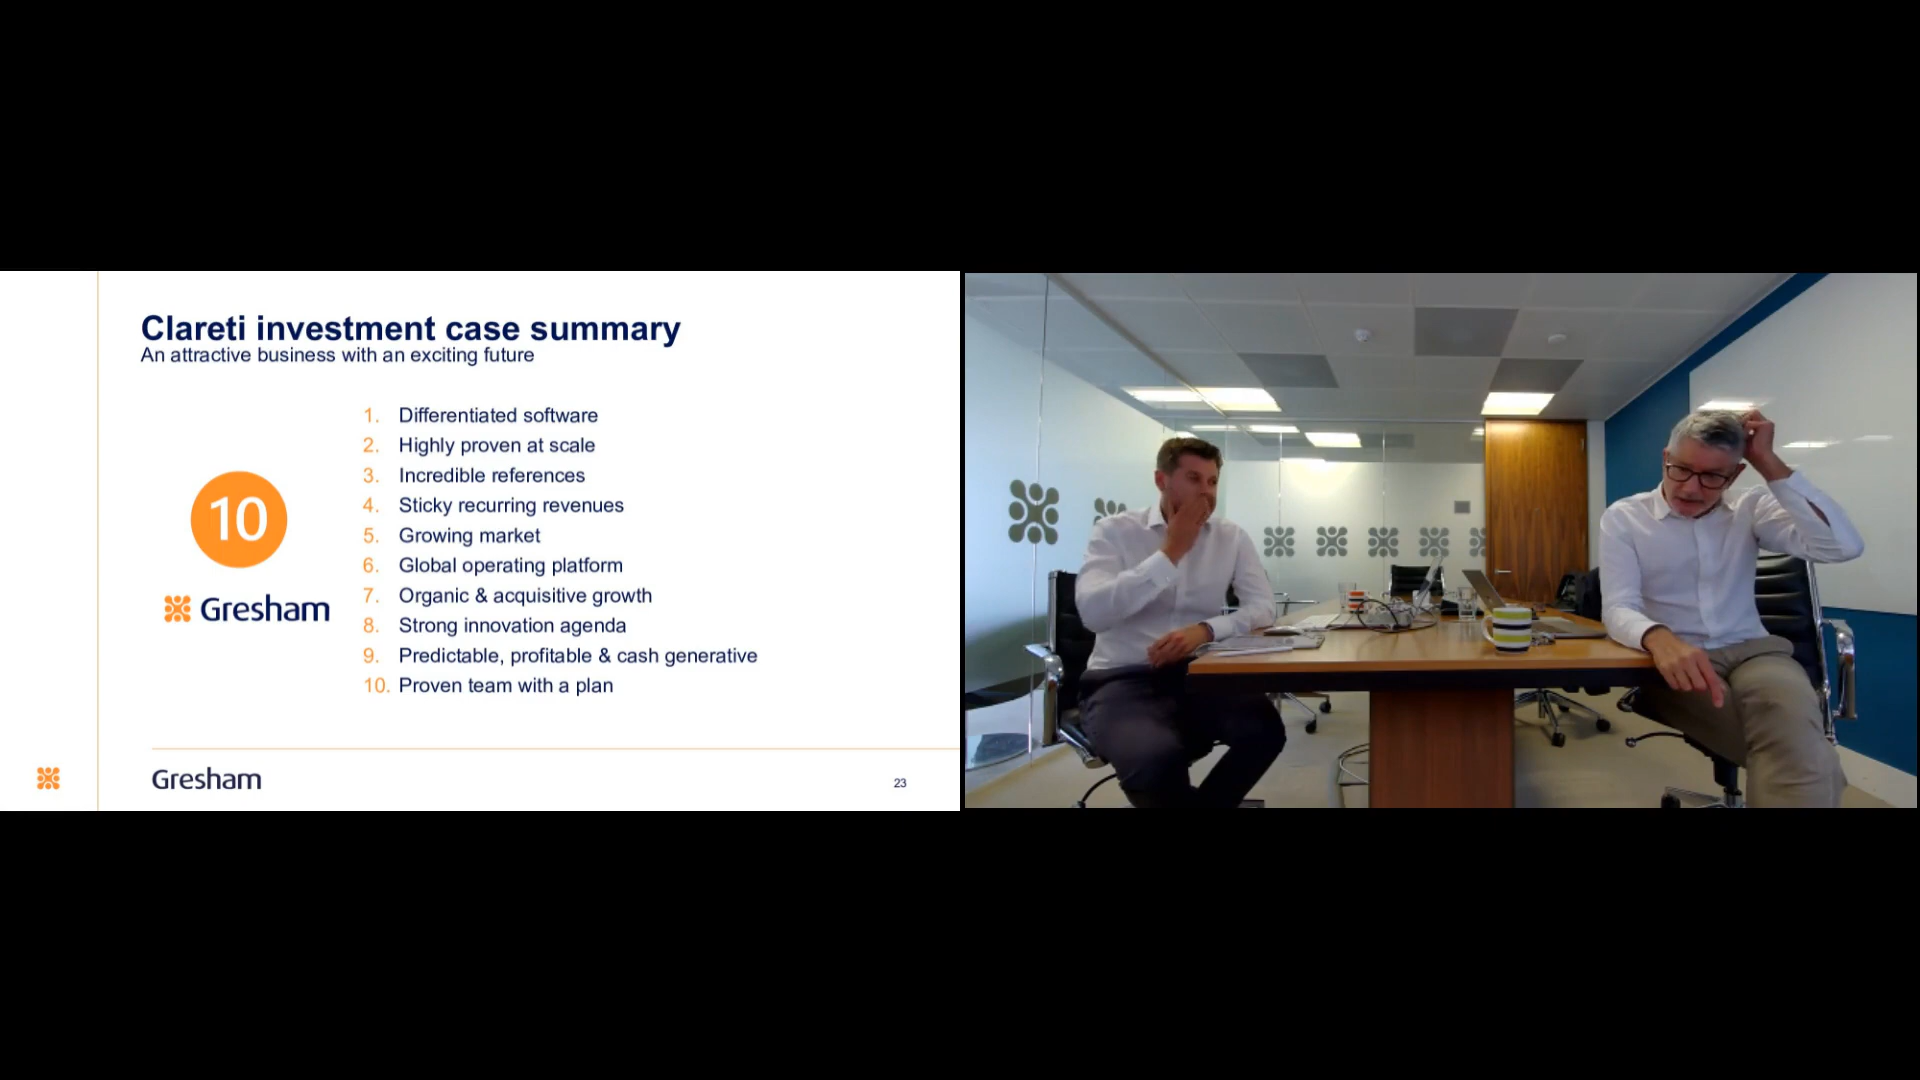 Clareti investment case summary
An attractive business with an exciting future
10
Gresham
1. Differentiated software
2. Highly proven at scale
3. Incredible references
4. Sticky recurring revenues
5. Growing market
6. Global operating platform
7. Organic & acquisitive growth
8. Strong innovation agenda
9. Predictable, profitable & cash generative
10. Proven team with a plan
Gresham
23